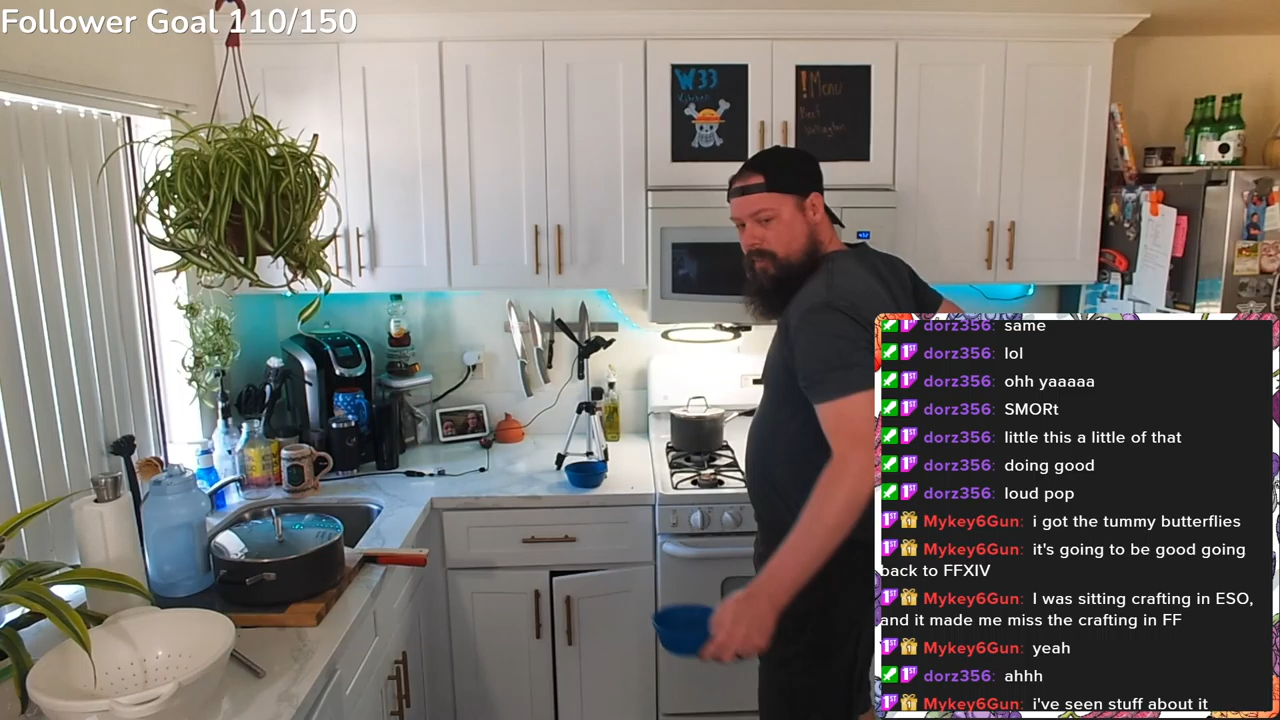 Follower Goal 110/150
W33
Kitchen
!Menu
dorz356: same
dorz356: lol
dorz356: ohh yaaaaa
dorz356: SMORt
dorz356: little this a little of that
dorz356: doing good
dorz356: loud pop
Mykey6Gun: i got the tummy butterflies
Mykey6Gun: it's going to be good going
back to FFXIV
Mykey6Gun: I was sitting crafting in ESO,
and it made me miss the crafting in FF
Mykey6Gun: yeah
dorz356: ahhh
Mykey6Gun: i've seen stuff about it